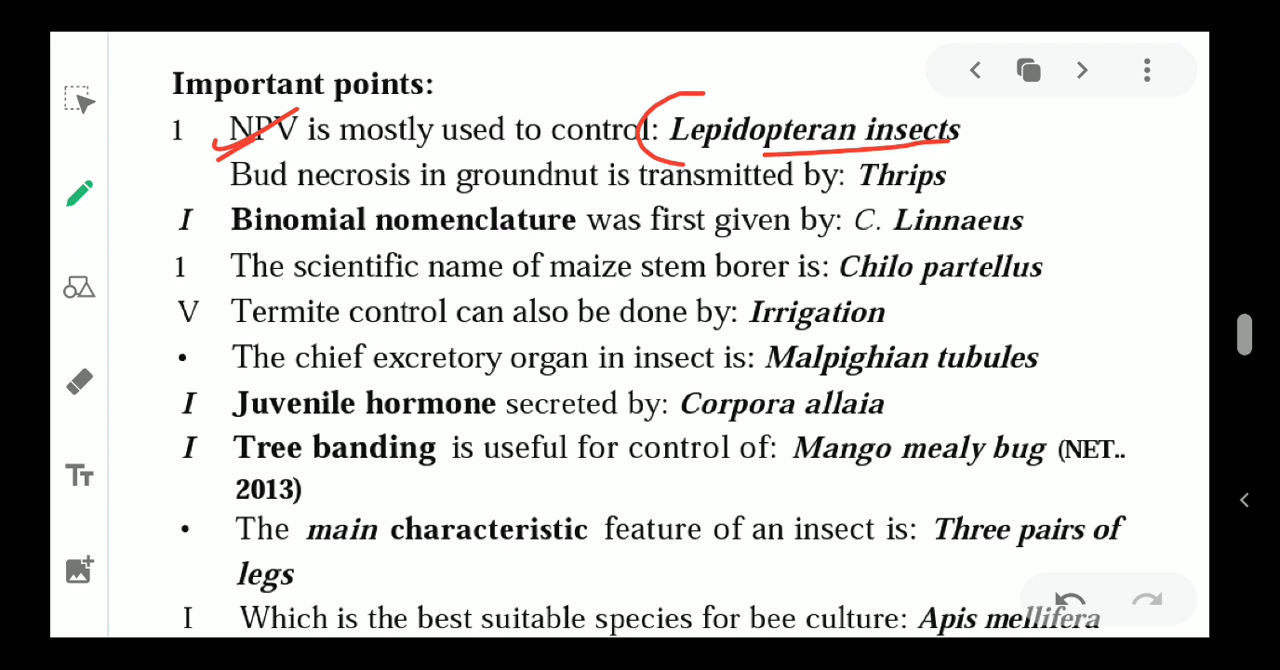 Important points:
1 NPV is mostly used to control: Lepidopteran insects
Bud necrosis in groundnut is transmitted by: Thrips
I Binomial nomenclature was first given by: C. Linnaeus
1 The scientific name of maize stem borer is: Chilo partellus
V Termite control can also be done by: Irrigation
• The chief excretory organ in insect is: Malpighian tubules
I Juvenile hormone secreted by: Corpora allaia
I Tree banding is useful for control of: Mango mealy bug (NET..
2013)
• The main characteristic feature of an insect is: Three pairs of
legs
I Which is the best suitable species for bee culture: Apis mellifera
Tт